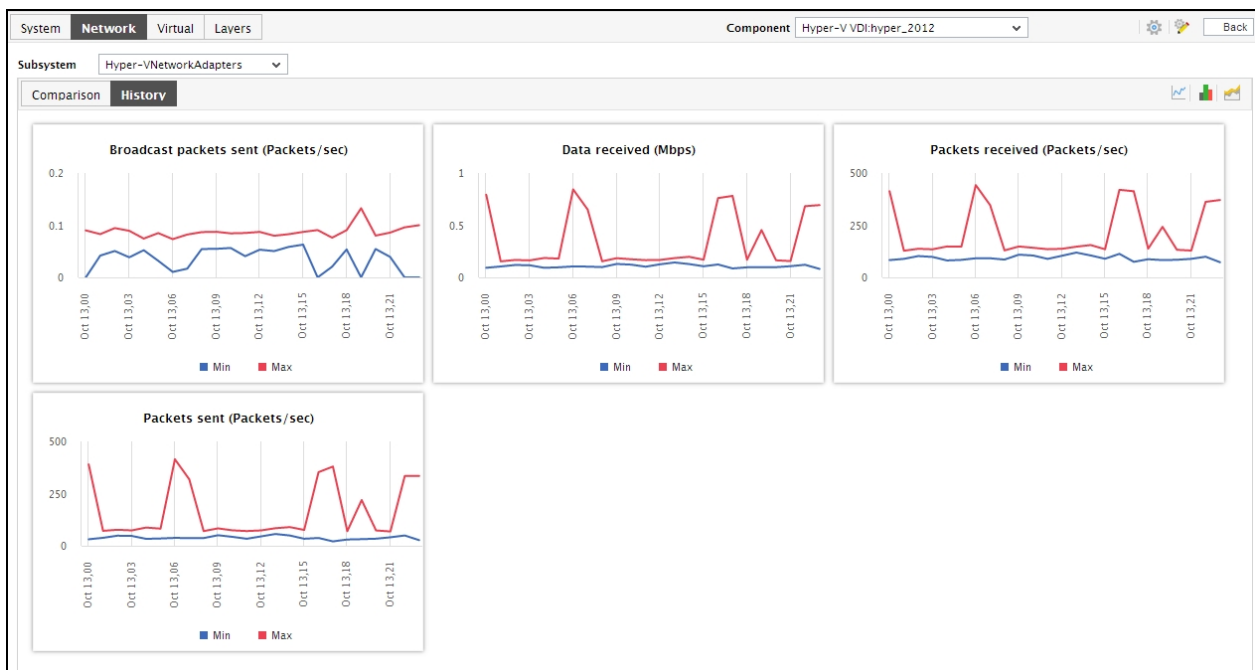 System Network Virtual Layers Component Hyper-V VDI:hyper_2012 Back
Subsystem Hyper-VNetworkAdapters
Comparison History
Broadcast packets sent (Packets/sec)
0.2
0.1
0
Oct 13,00
Oct 13,03
Oct 13,06
Oct 13,09
Oct 13,12
Oct 13,15
Oct 13,18
Oct 13,21
Min Max
Data received (Mbps)
1
0.5
0
Oct 13,00
Oct 13,03
Oct 13,06
Oct 13,09
Oct 13,12
Oct 13,15
Oct 13,18
Oct 13,21
Min Max
Packets received (Packets/sec)
500
250
0
Oct 13,00
Oct 13,03
Oct 13,06
Oct 13,09
Oct 13,12
Oct 13,15
Oct 13,18
Oct 13,21
Min Max
Packets sent (Packets/sec)
500
250
0
Oct 13,00
Oct 13,03
Oct 13,06
Oct 13,09
Oct 13,12
Oct 13,15
Oct 13,18
Oct 13,21
Min Max